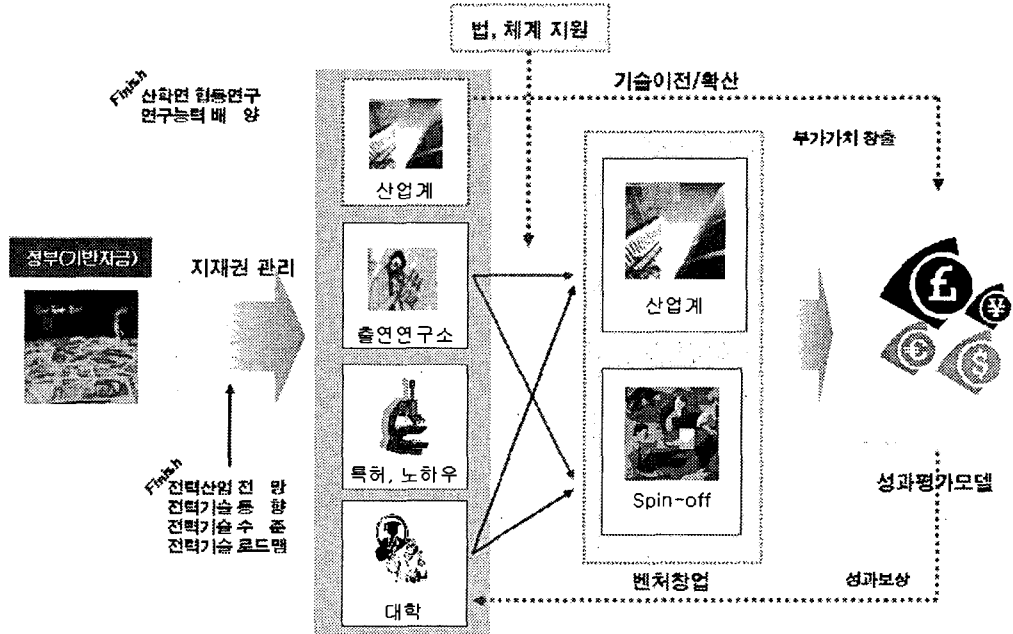 법, 체계 지원
Finish
산학연 협동연구
연구능력 배 양
기술이전/확산
부가가치 창출
산업계
정부(기반자금)
지재권 관리
출연연구소
산업계
특허, 노하우
Finish
전력산업 전 망
전력기술 동 향
전력기술 수 준
전력기술 로드맵
Spin-off
성과평가모델
대학
벤처창업
성과보상